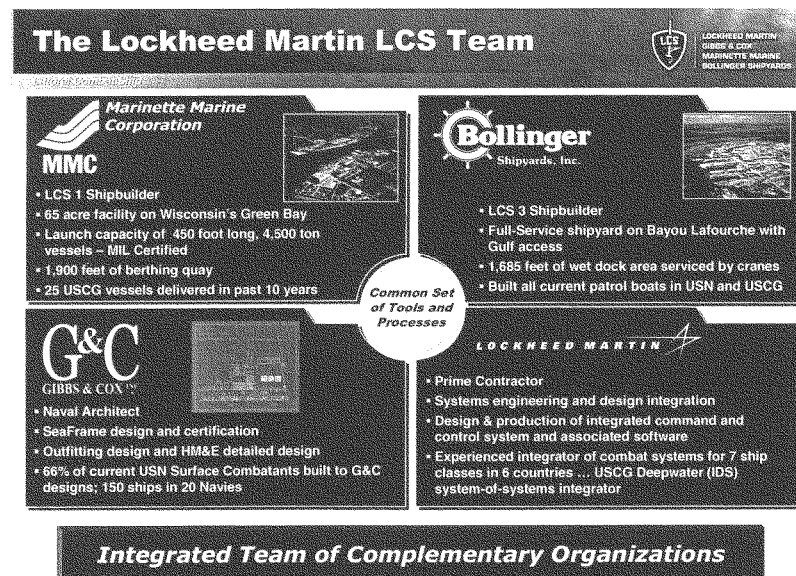 The Lockheed Martin LCS Team
LCS
LOCKHEED MARTIN
GIBBS & COX
MARINETTE MARINE
BOLLINGER SHIPYARDS
Marinette Marine
Corporation
MMC
• LCS 1 Shipbuilder
• 65 acre facility on Wisconsin's Green Bay
• Launch capacity of 450 foot long, 4,500 ton
vessels – MIL Certified
• 1,900 feet of berthing quay
• 25 USCG vessels delivered in past 10 years
Bollinger
Shipyards, Inc.
• LCS 3 Shipbuilder
• Full-Service shipyard on Bayou Lafourche with
Gulf access
• 1,685 feet of wet dock area serviced by cranes
• Built all current patrol boats in USN and USCG
Common Set
of Tools and
Processes
G&C
GIBBS & COX
• Naval Architect
• SeaFrame design and certification
• Outfitting design and HM&E detailed design
• 66% of current USN Surface Combatants built to G&C
designs; 150 ships in 20 Navies
LOCKHEED MARTIN
• Prime Contractor
• Systems engineering and design integration
• Design & production of integrated command and
control system and associated software
• Experienced integrator of combat systems for 7 ship
classes in 6 countries ... USCG Deepwater (IDS)
system-of-systems integrator
Integrated Team of Complementary Organizations